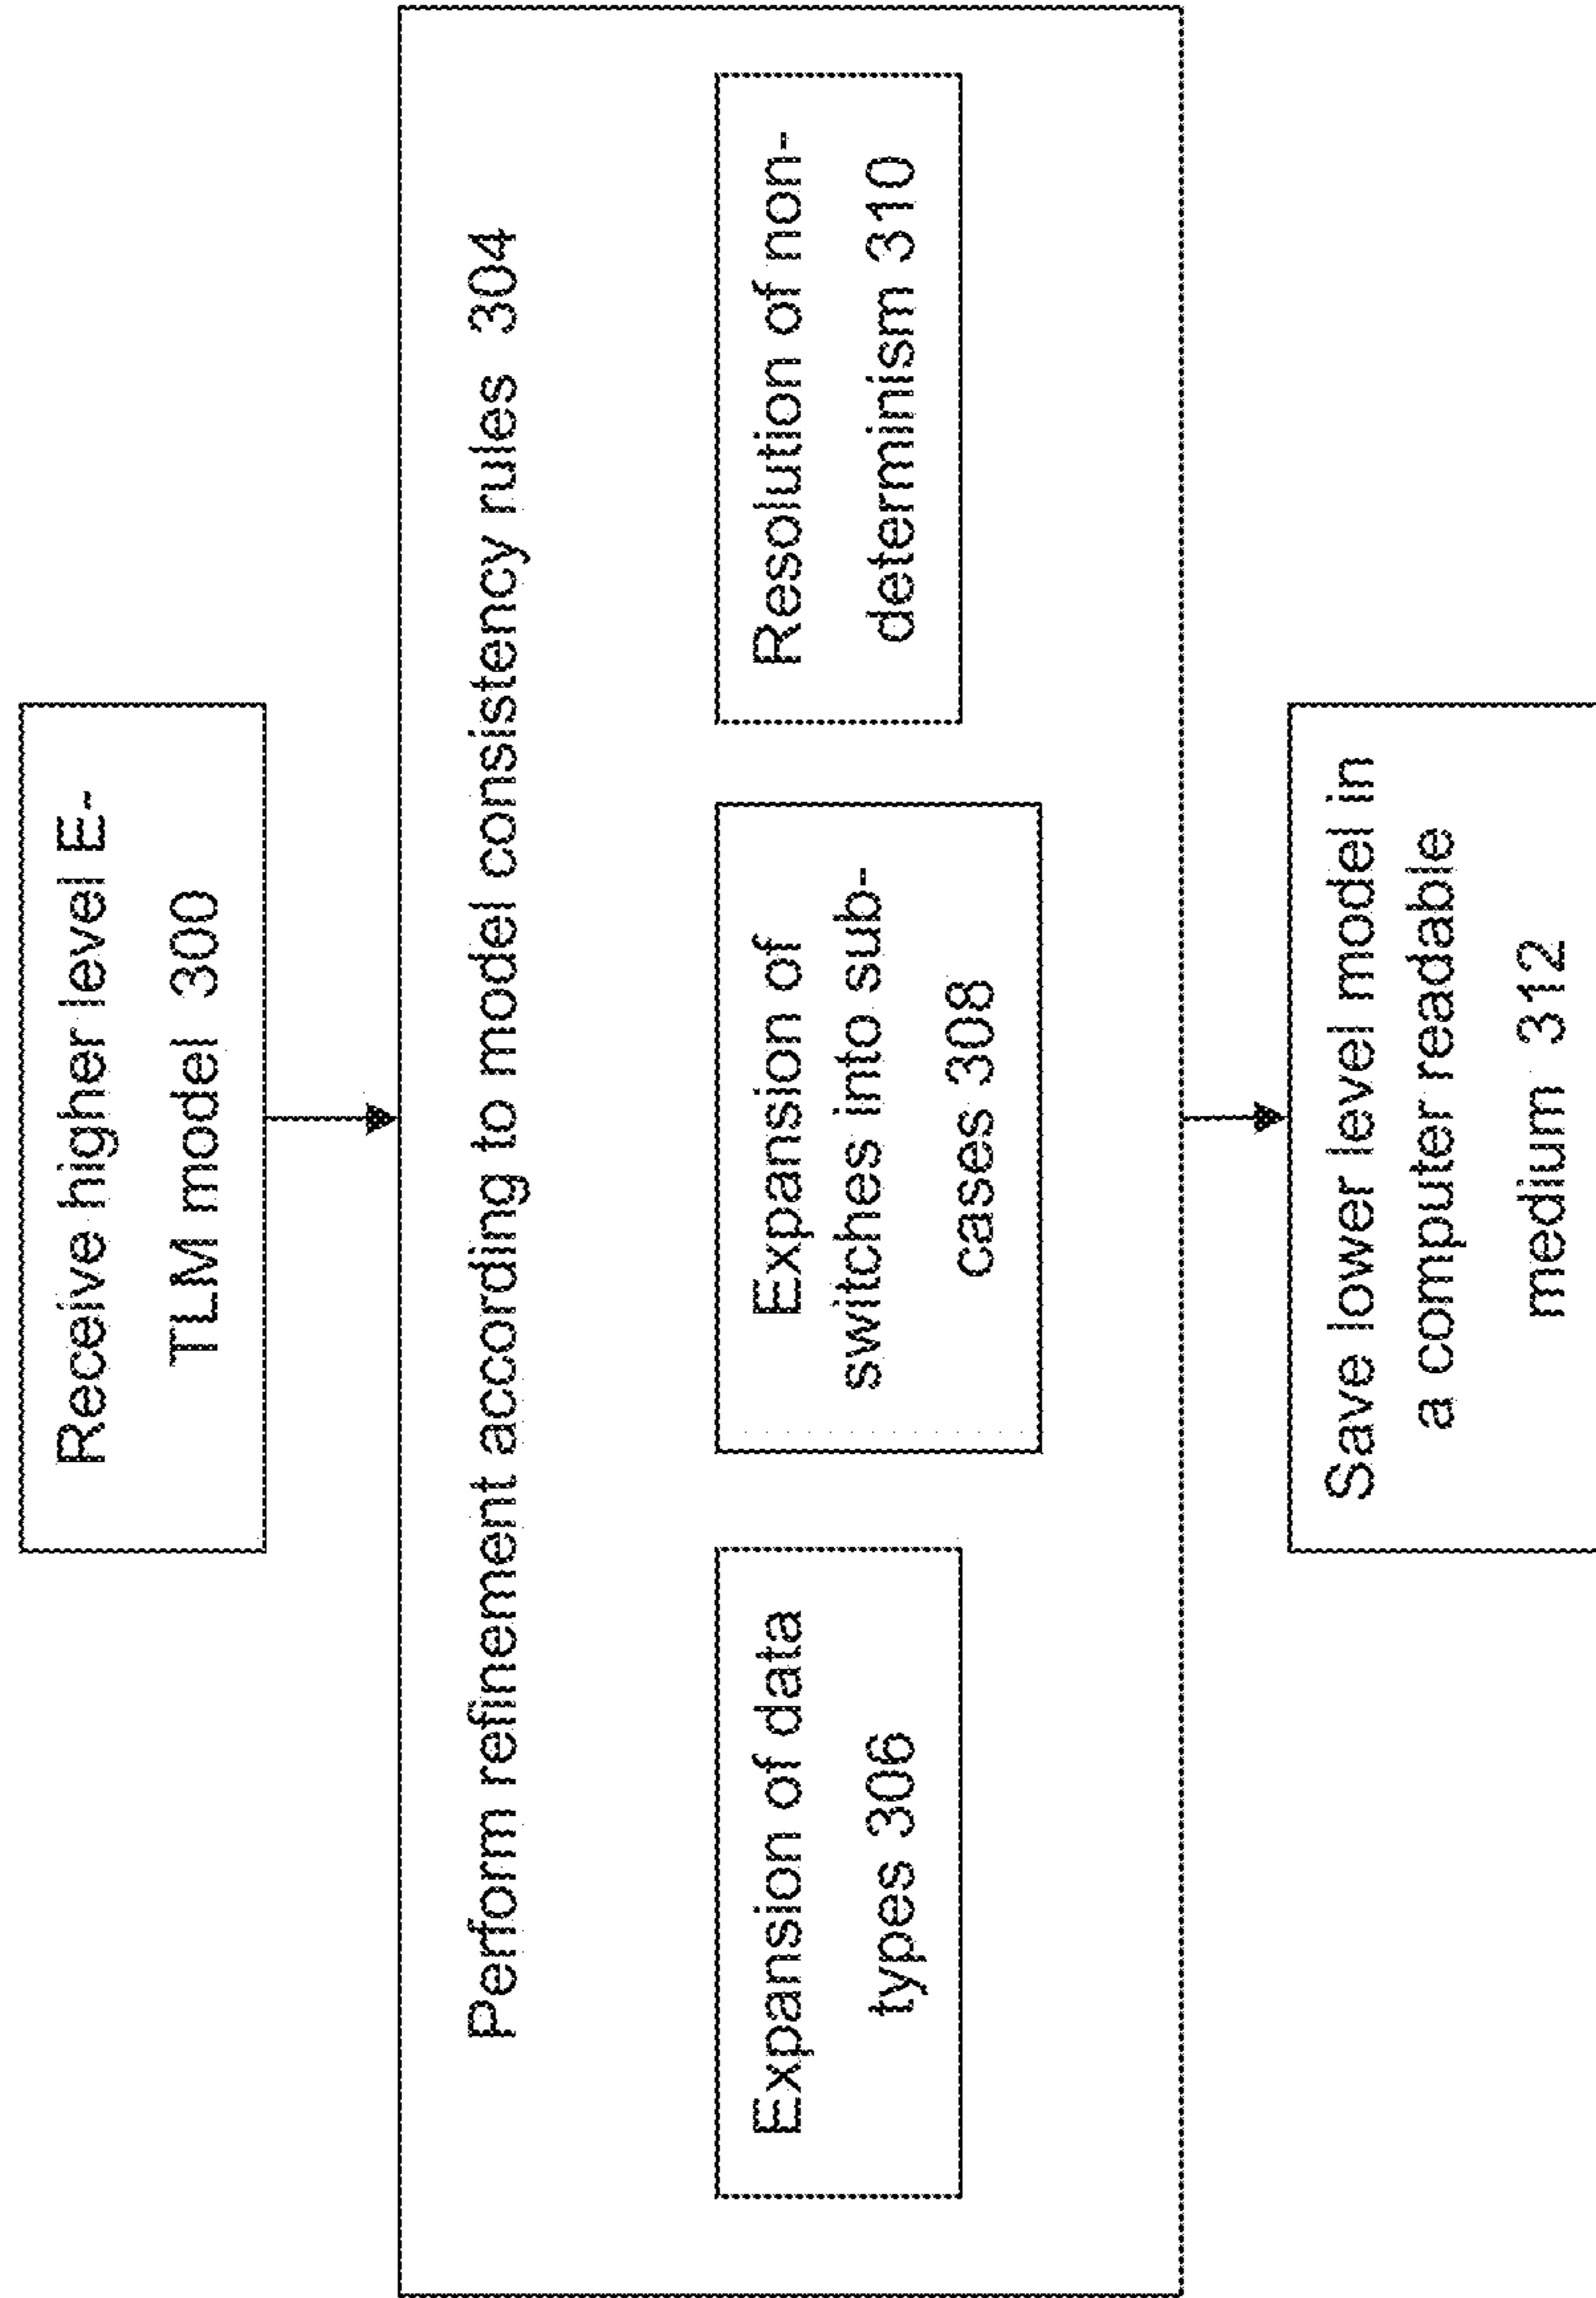 Receive higher level E-
TLM model 300
Perform refinement according to model consistency rules 304
Expansion of data
types 306
Expansion of
switches into sub-
cases 308
Resolution of non-
determinism 310
Save lower level model in
a computer readable
medium 312